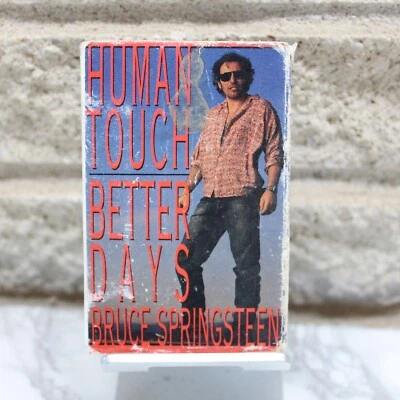 HUMAN
TOUCH
BETTER
DAYS
BRUCE SPRINGSTEEN